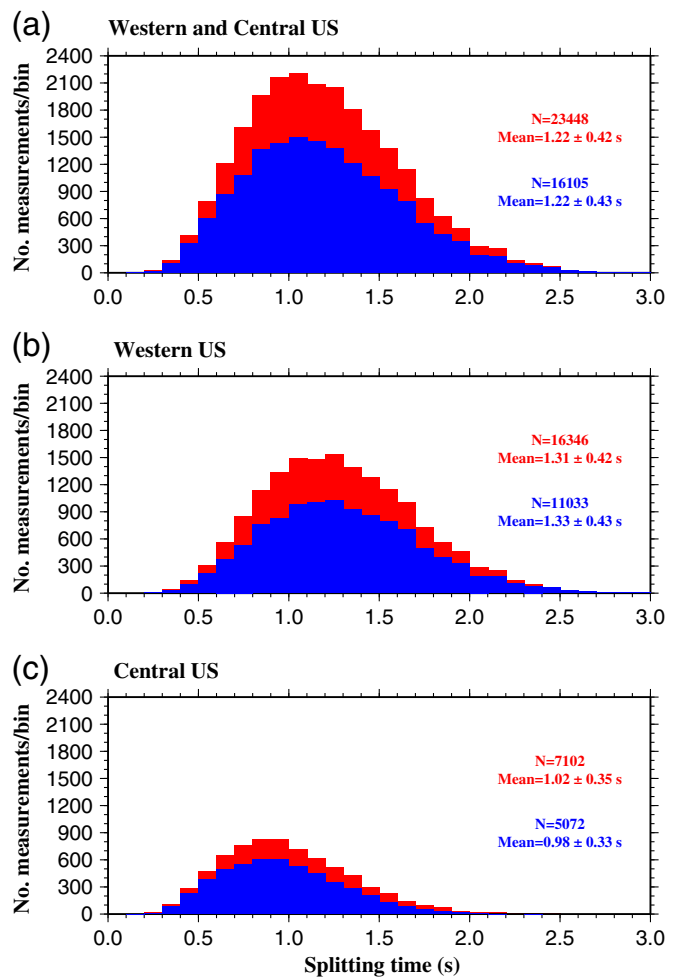 (a) Western and Central US
No. measurements/bin
2400
2100
1800
1500
1200
900
600
300
0
N=23448
Mean=1.22 ± 0.42 s
N=16105
Mean=1.22 ± 0.43 s
0.0 0.5 1.0 1.5 2.0 2.5 3.0
(b) Western US
No. measurements/bin
2400
2100
1800
1500
1200
900
600
300
0
N=16346
Mean=1.31 ± 0.42 s
N=11033
Mean=1.33 ± 0.43 s
0.0 0.5 1.0 1.5 2.0 2.5 3.0
(c) Central US
No. measurements/bin
2400
2100
1800
1500
1200
900
600
300
0
N=7102
Mean=1.02 ± 0.35 s
N=5072
Mean=0.98 ± 0.33 s
0.0 0.5 1.0 1.5 2.0 2.5 3.0
Splitting time (s)